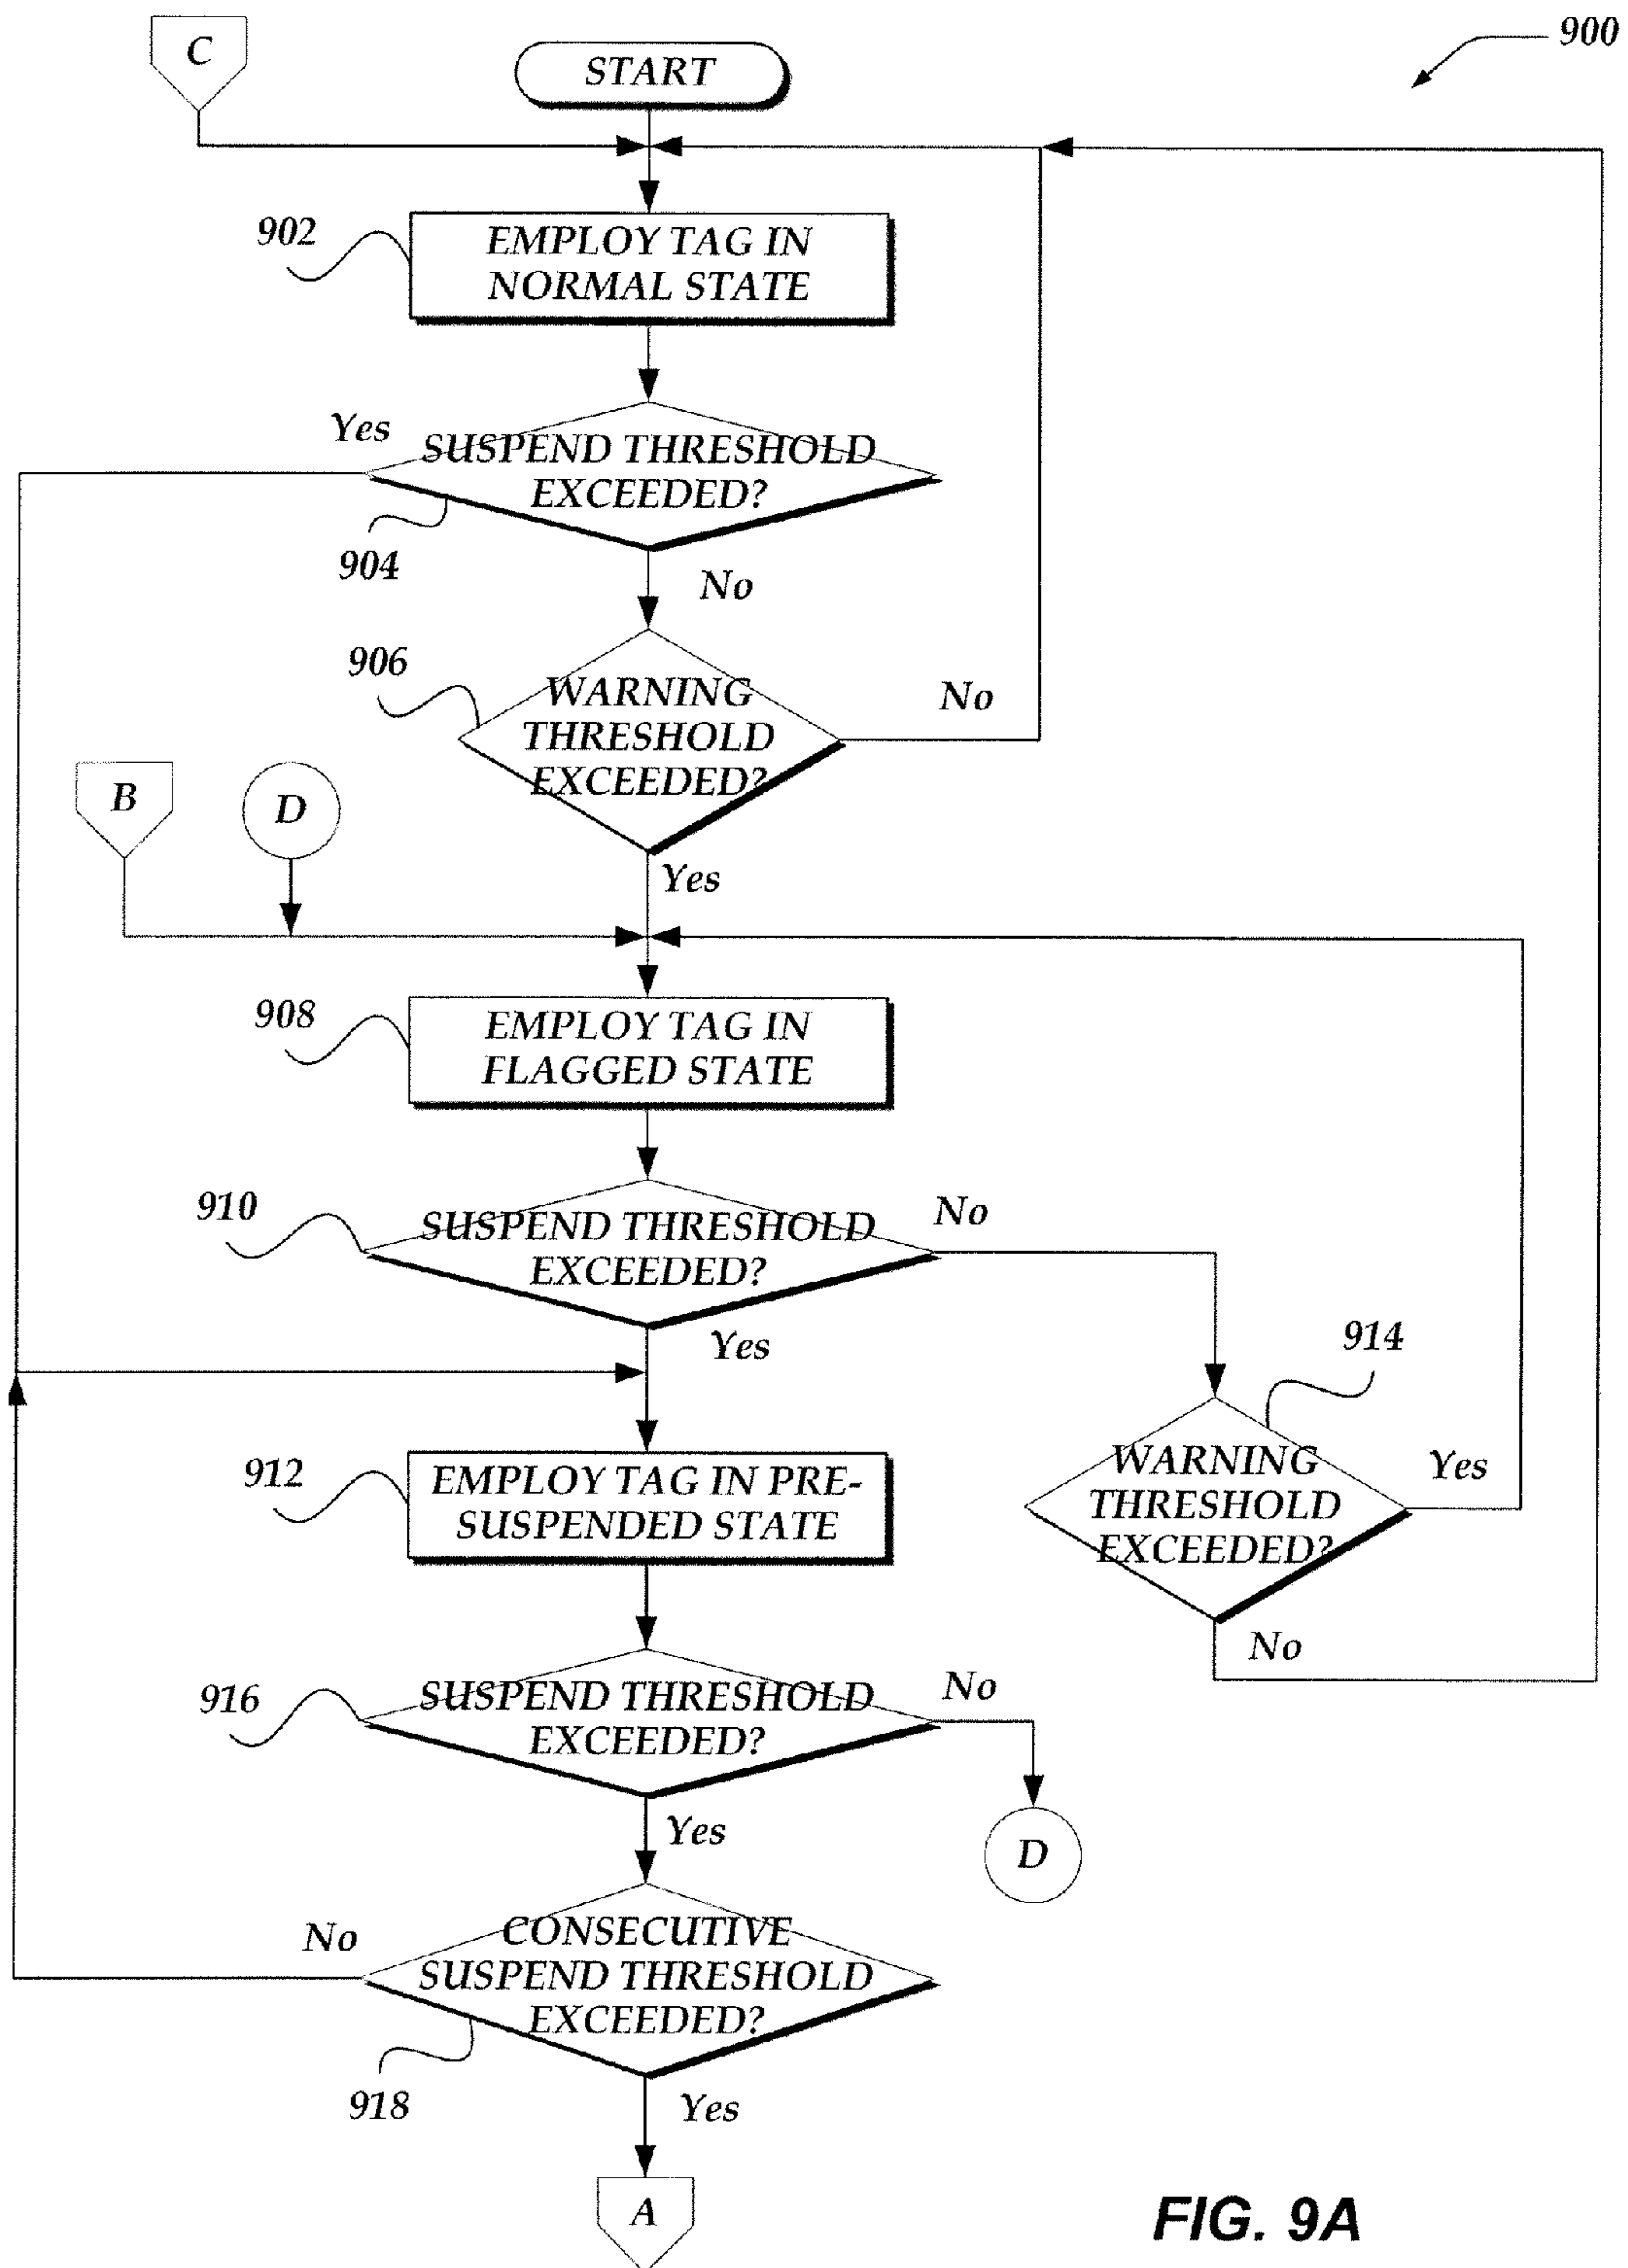 C
START
900
902
EMPLOY TAG IN
NORMAL STATE
Yes
SUSPEND THRESHOLD
EXCEEDED?
904
No
906
WARNING
THRESHOLD
EXCEEDED?
No
B
D
Yes
908
EMPLOY TAG IN
FLAGGED STATE
910
SUSPEND THRESHOLD
EXCEEDED?
No
Yes
914
912
EMPLOY TAG IN PRE-
SUSPENDED STATE
WARNING
THRESHOLD
EXCEEDED?
Yes
No
916
SUSPEND THRESHOLD
EXCEEDED?
No
Yes
D
No
CONSECUTIVE
SUSPEND THRESHOLD
EXCEEDED?
918
Yes
A
FIG. 9A